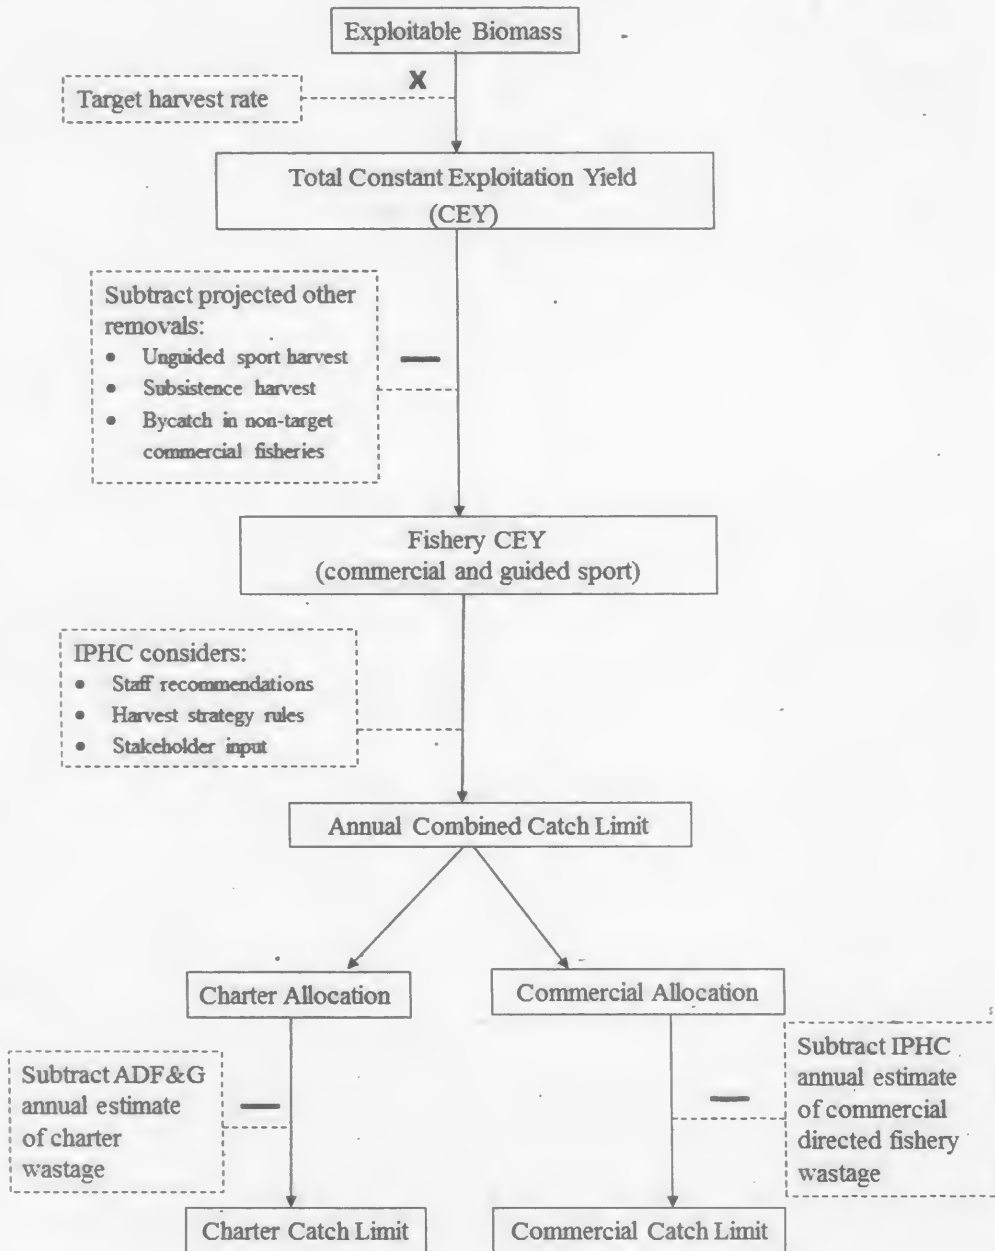 Exploitable Biomass
X
Target harvest rate
Total Constant Exploitation Yield
(CEY)
Subtract projected other
removals:
• Unguided sport harvest
• Subsistence harvest
• Bycatch in non-target
commercial fisheries
—
Fishery CEY
(commercial and guided sport)
IPHC considers:
• Staff recommendations
• Harvest strategy rules
• Stakeholder input
Annual Combined Catch Limit
Charter Allocation
Commercial Allocation
Subtract ADF&G
annual estimate
of charter
wastage
—
—
Subtract IPHC
annual estimate
of commercial
directed fishery
wastage
Charter Catch Limit
Commercial Catch Limit